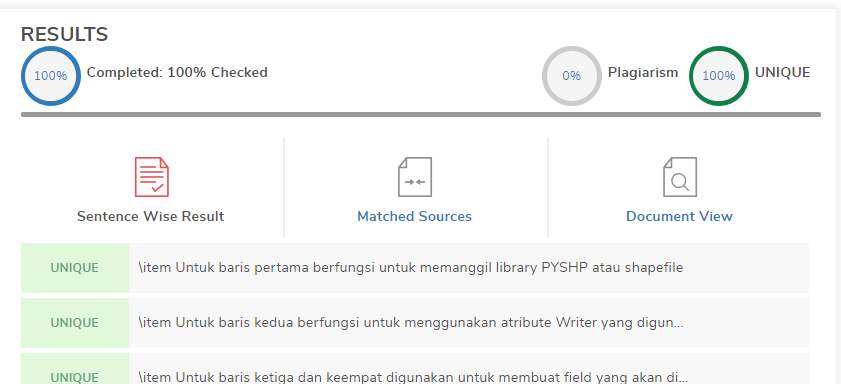 RESULTS
100% Completed: 100% Checked 0% Plagiarism 100% UNIQUE
Sentence Wise Result Matched Sources Document View
UNIQUE \item Untuk baris pertama berfungsi untuk memanggil library PYSHP atau shapefile
UNIQUE \item Untuk baris kedua berfungsi untuk menggunakan atribute Writer yang digun...
UNIQUE \item Untuk baris ketiga dan keempat digunakan untuk membuat field yang akan di...